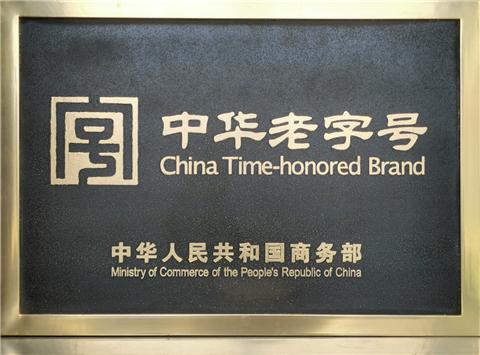 中华老字号
China Time-honored Brand
中华人民共和国商务部
Ministry of Commerce of the People's Republic of China